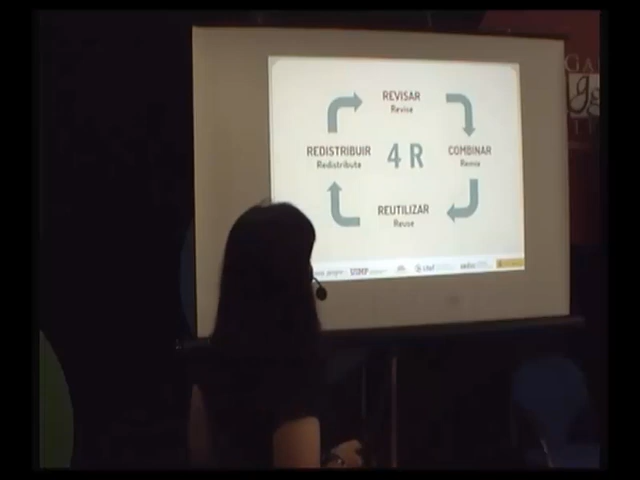 REVISAR
Revise
REDISTRIBUIR
Redistribute
4 R
COMBINAR
Remix
REUTILIZAR
Reuse